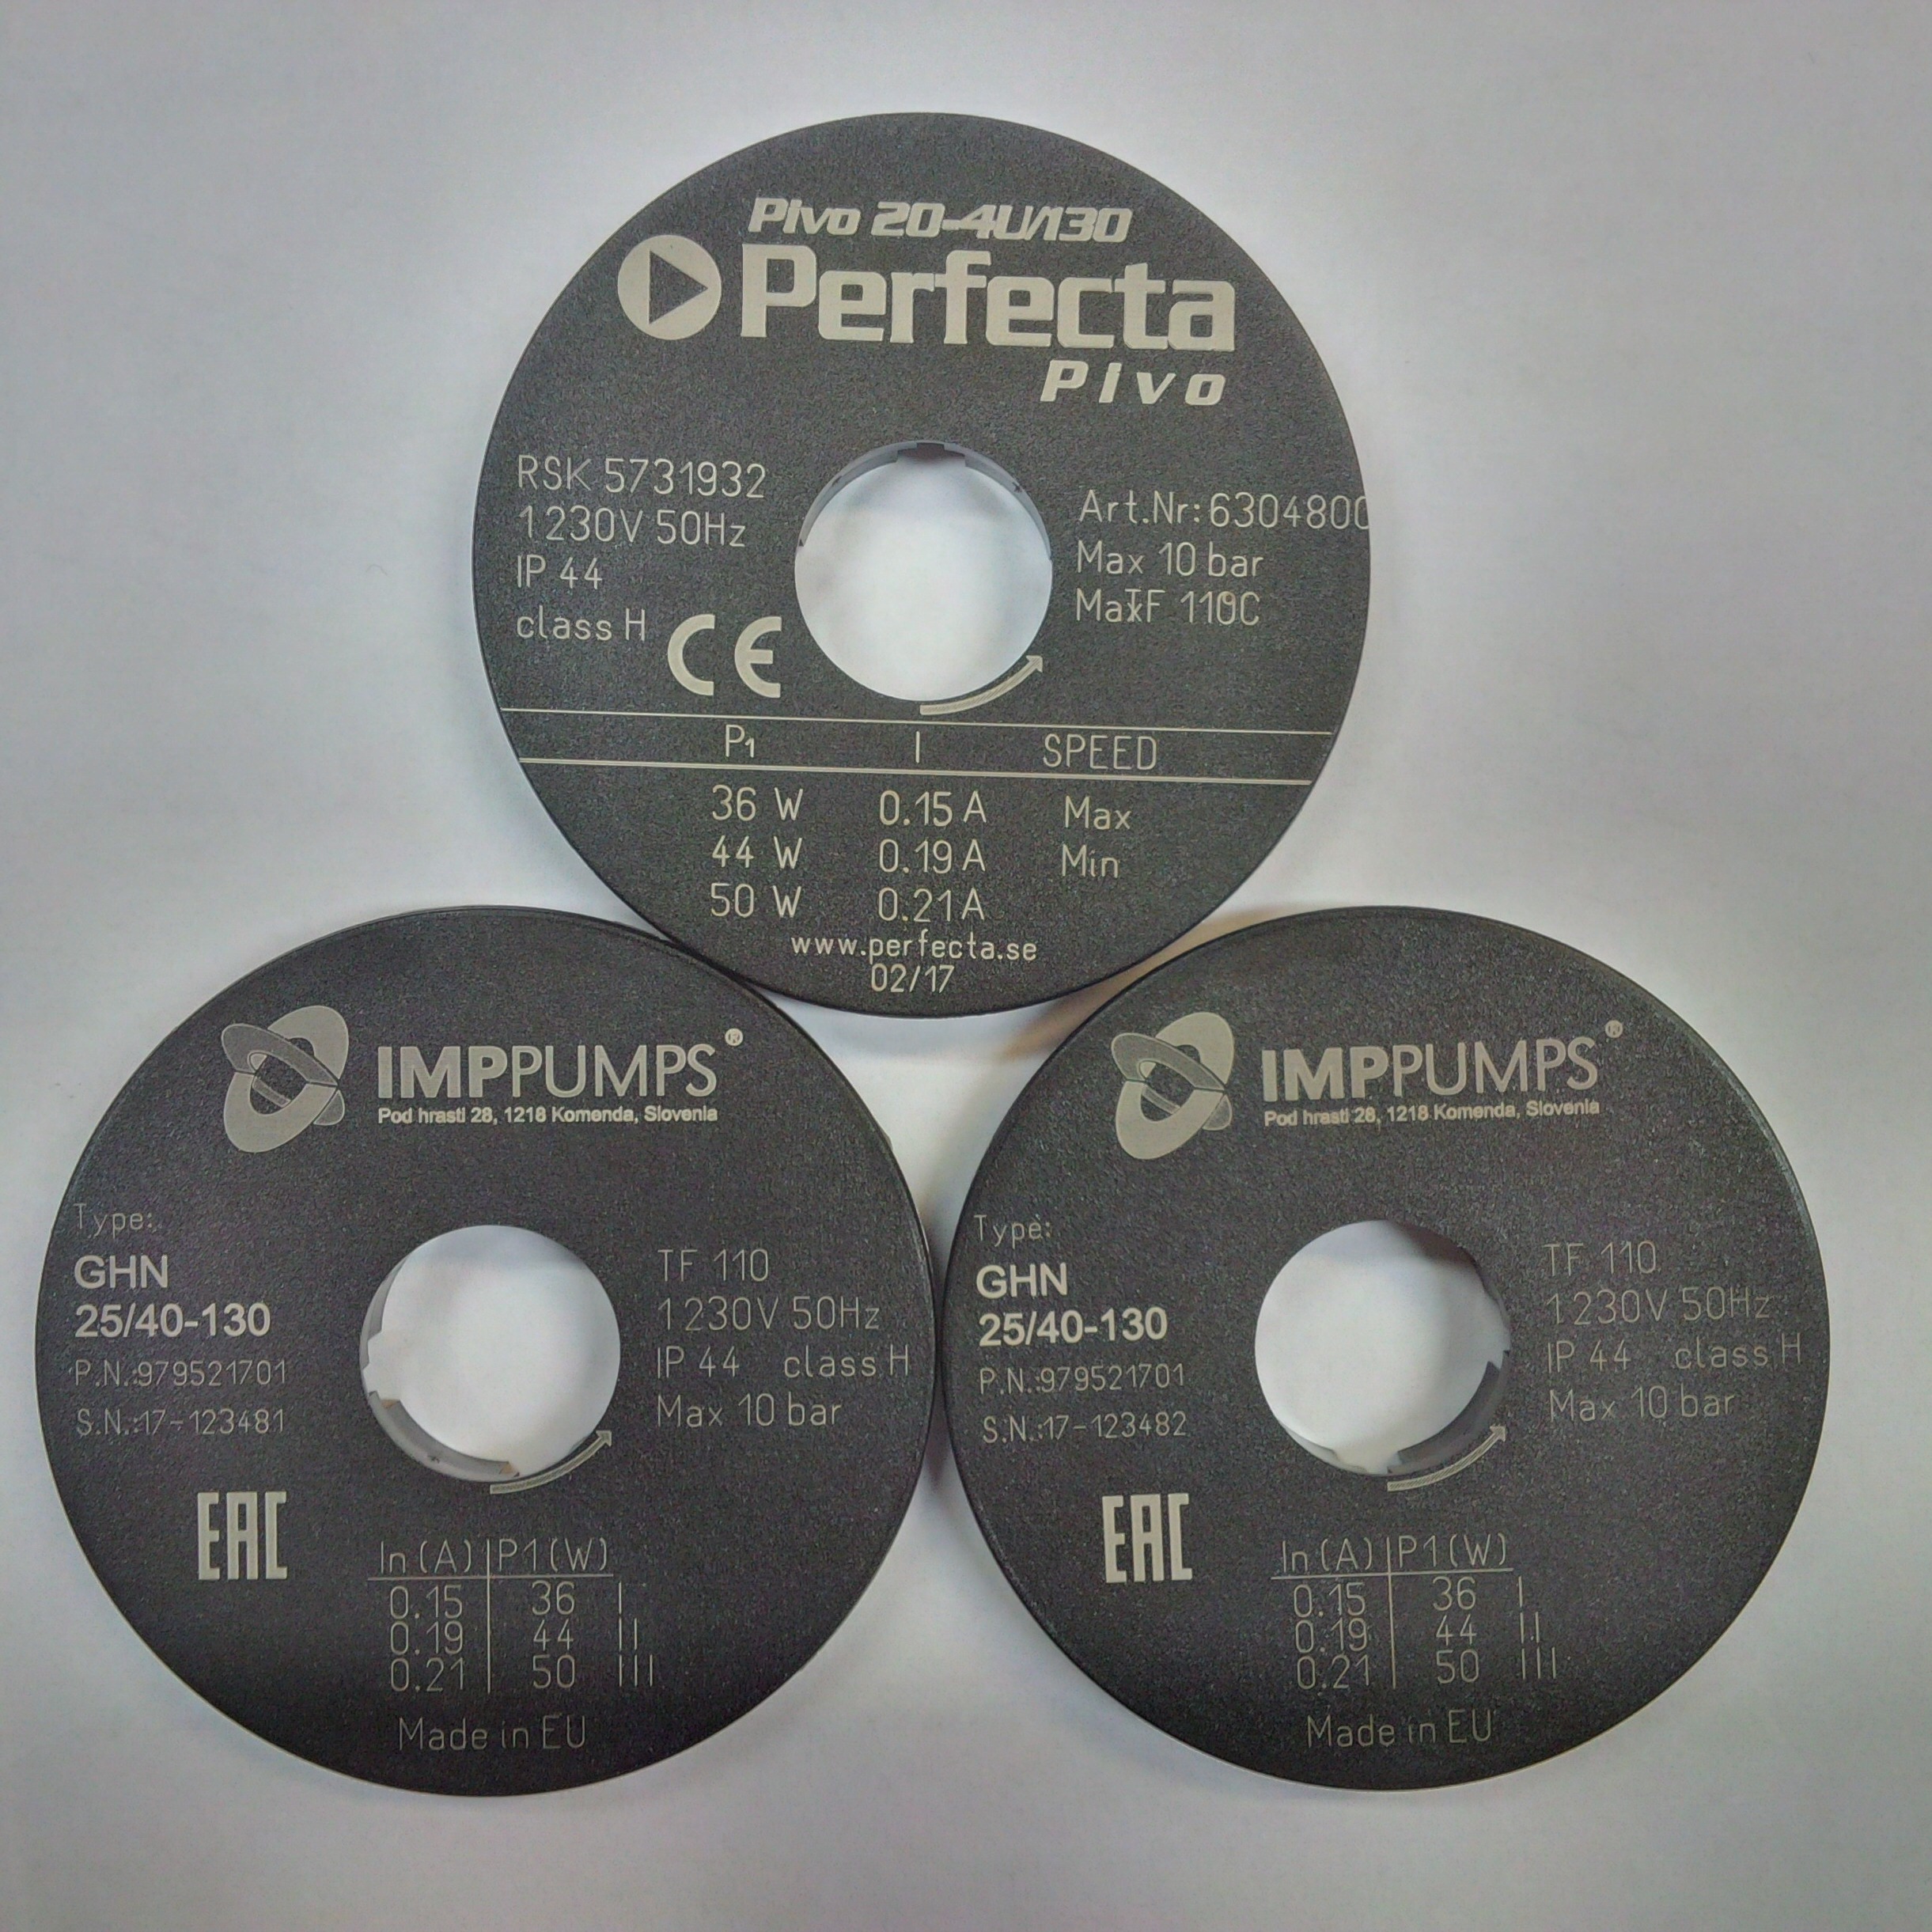 Pivo 20-4U/130
Perfecta
Pivo
RSK 5731932
1 230V 50Hz
IP 44
class H
CE
Art.Nr:6304800
Max 10 bar
Max TF 110C
P1 I SPEED
36 W 0.15 A Max
44 W 0.19 A Min
50 W 0.21 A
www.perfecta.se
02/17
IMPPUMPS®
Pod hrasti 28, 1218 Komenda, Slovenia
Type:
GHN
25/40-130
P.N.:979521701
S.N.:17-123481
TF 110
1 230V 50Hz
IP 44 class H
Max 10 bar
EAC
In(A) P1(W)
0.15 36 I
0.19 44 II
0.21 50 III
Made in EU
IMPPUMPS®
Pod hrasti 28, 1218 Komenda, Slovenia
Type:
GHN
25/40-130
P.N.:979521701
S.N.:17-123482
TF 110
1 230V 50Hz
IP 44 class H
Max 10 bar
EAC
In(A) P1(W)
0.15 36 I
0.19 44 II
0.21 50 III
Made in EU